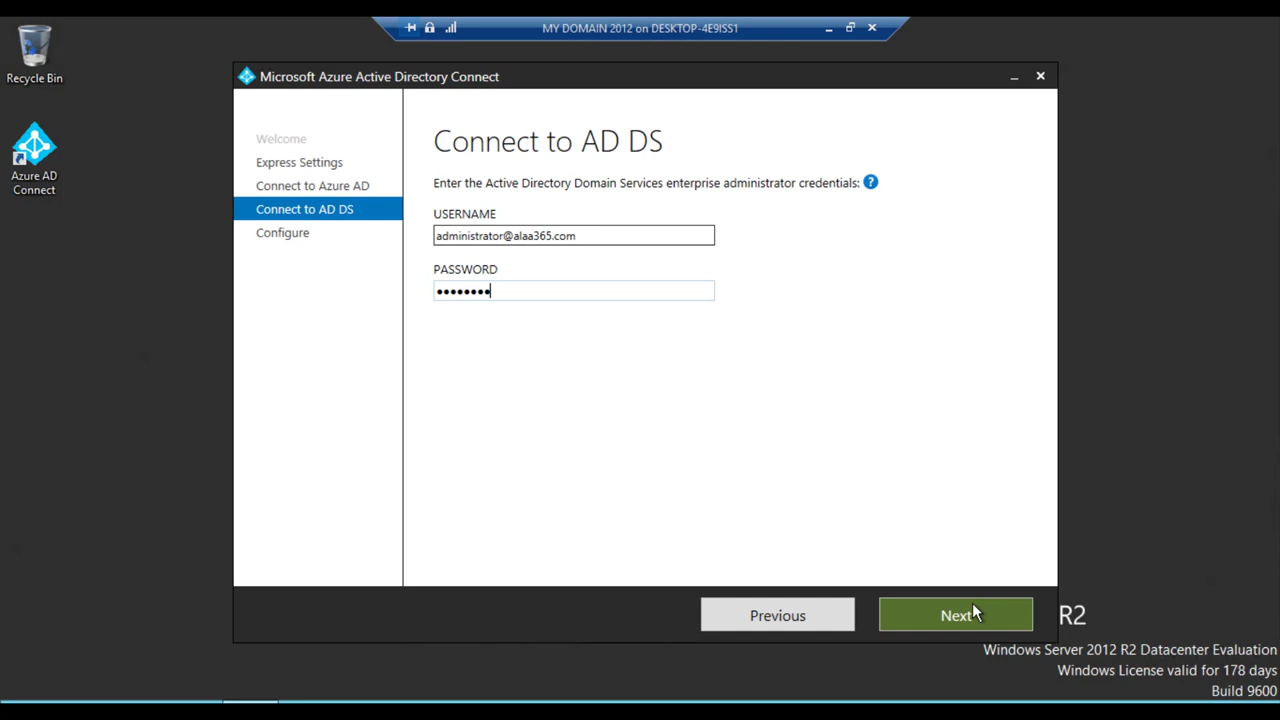 MY DOMAIN 2012 on DESKTOP-4E9ISS1
Recycle Bin
Azure AD
Connect
Microsoft Azure Active Directory Connect
Welcome
Express Settings
Connect to Azure AD
Connect to AD DS
Configure
Connect to AD DS
Enter the Active Directory Domain Services enterprise administrator credentials: ?
USERNAME
administrator@alaa365.com
PASSWORD
••••••••
Previous
Next
R2
Windows Server 2012 R2 Datacenter Evaluation
Windows License valid for 178 days
Build 9600